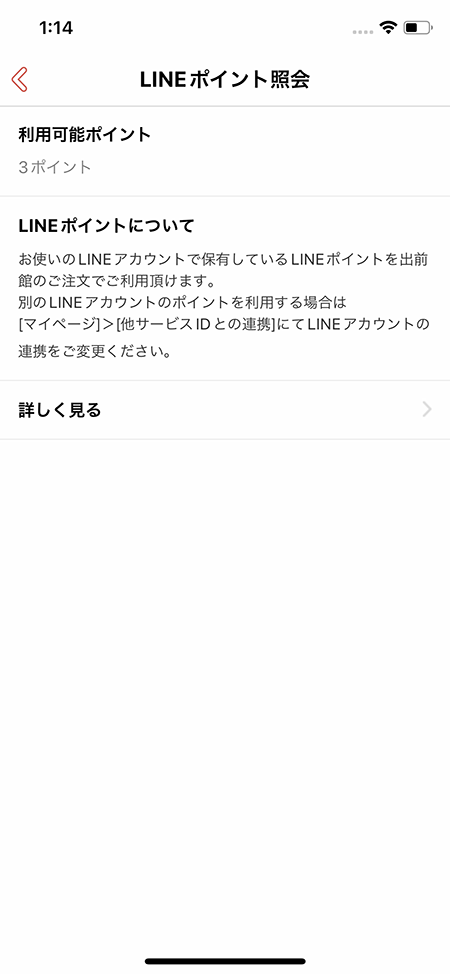 1:14
LINEポイント照会
利用可能ポイント
3ポイント
LINEポイントについて
お使いのLINEアカウントで保有しているLINEポイントを出前
館のご注文でご利用頂けます。
別のLINEアカウントのポイントを利用する場合は
[マイページ]＞[他サービスIDとの連携]にてLINEアカウントの
連携をご変更ください。
詳しく見る